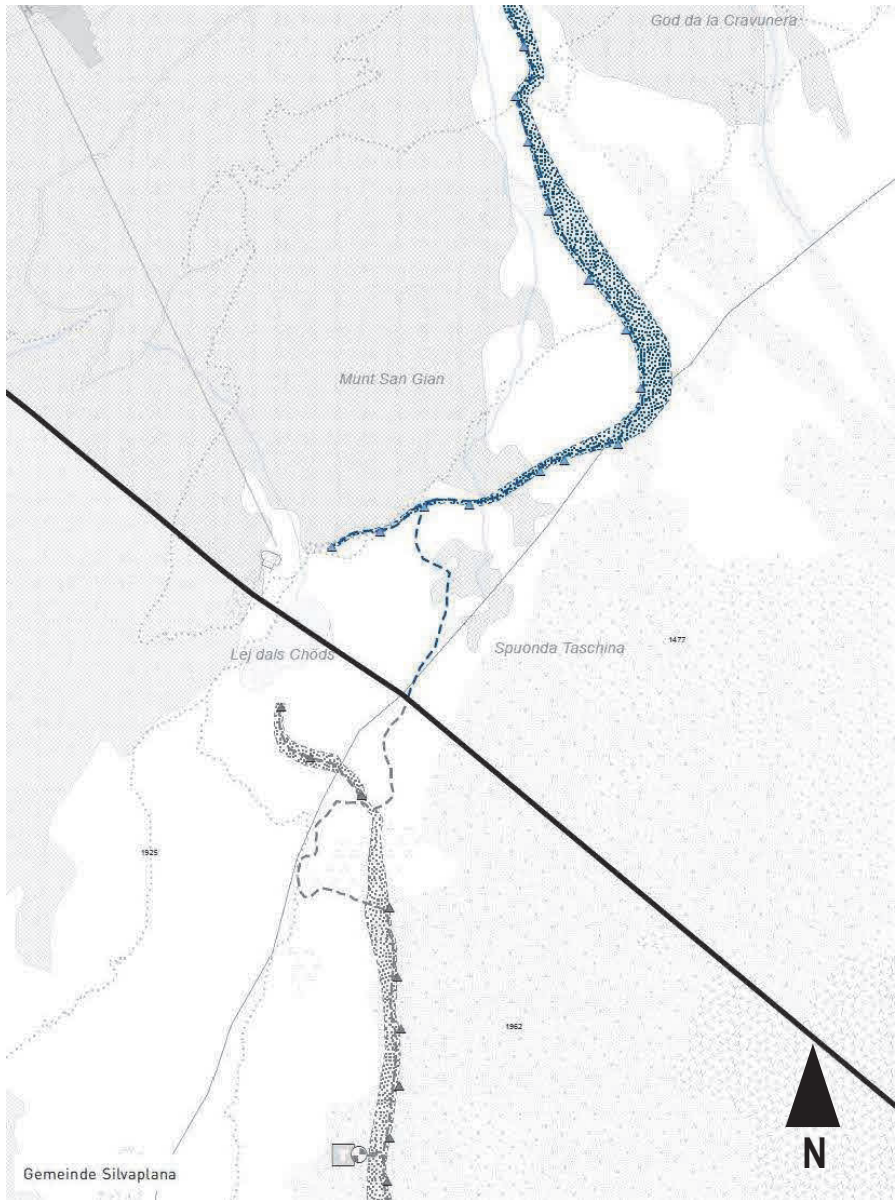 God da la Cravunera
Munt San Gian
Lej dals Chöds
Spuonda Taschina
1477
1925
1962
N
Gemeinde Silvaplana